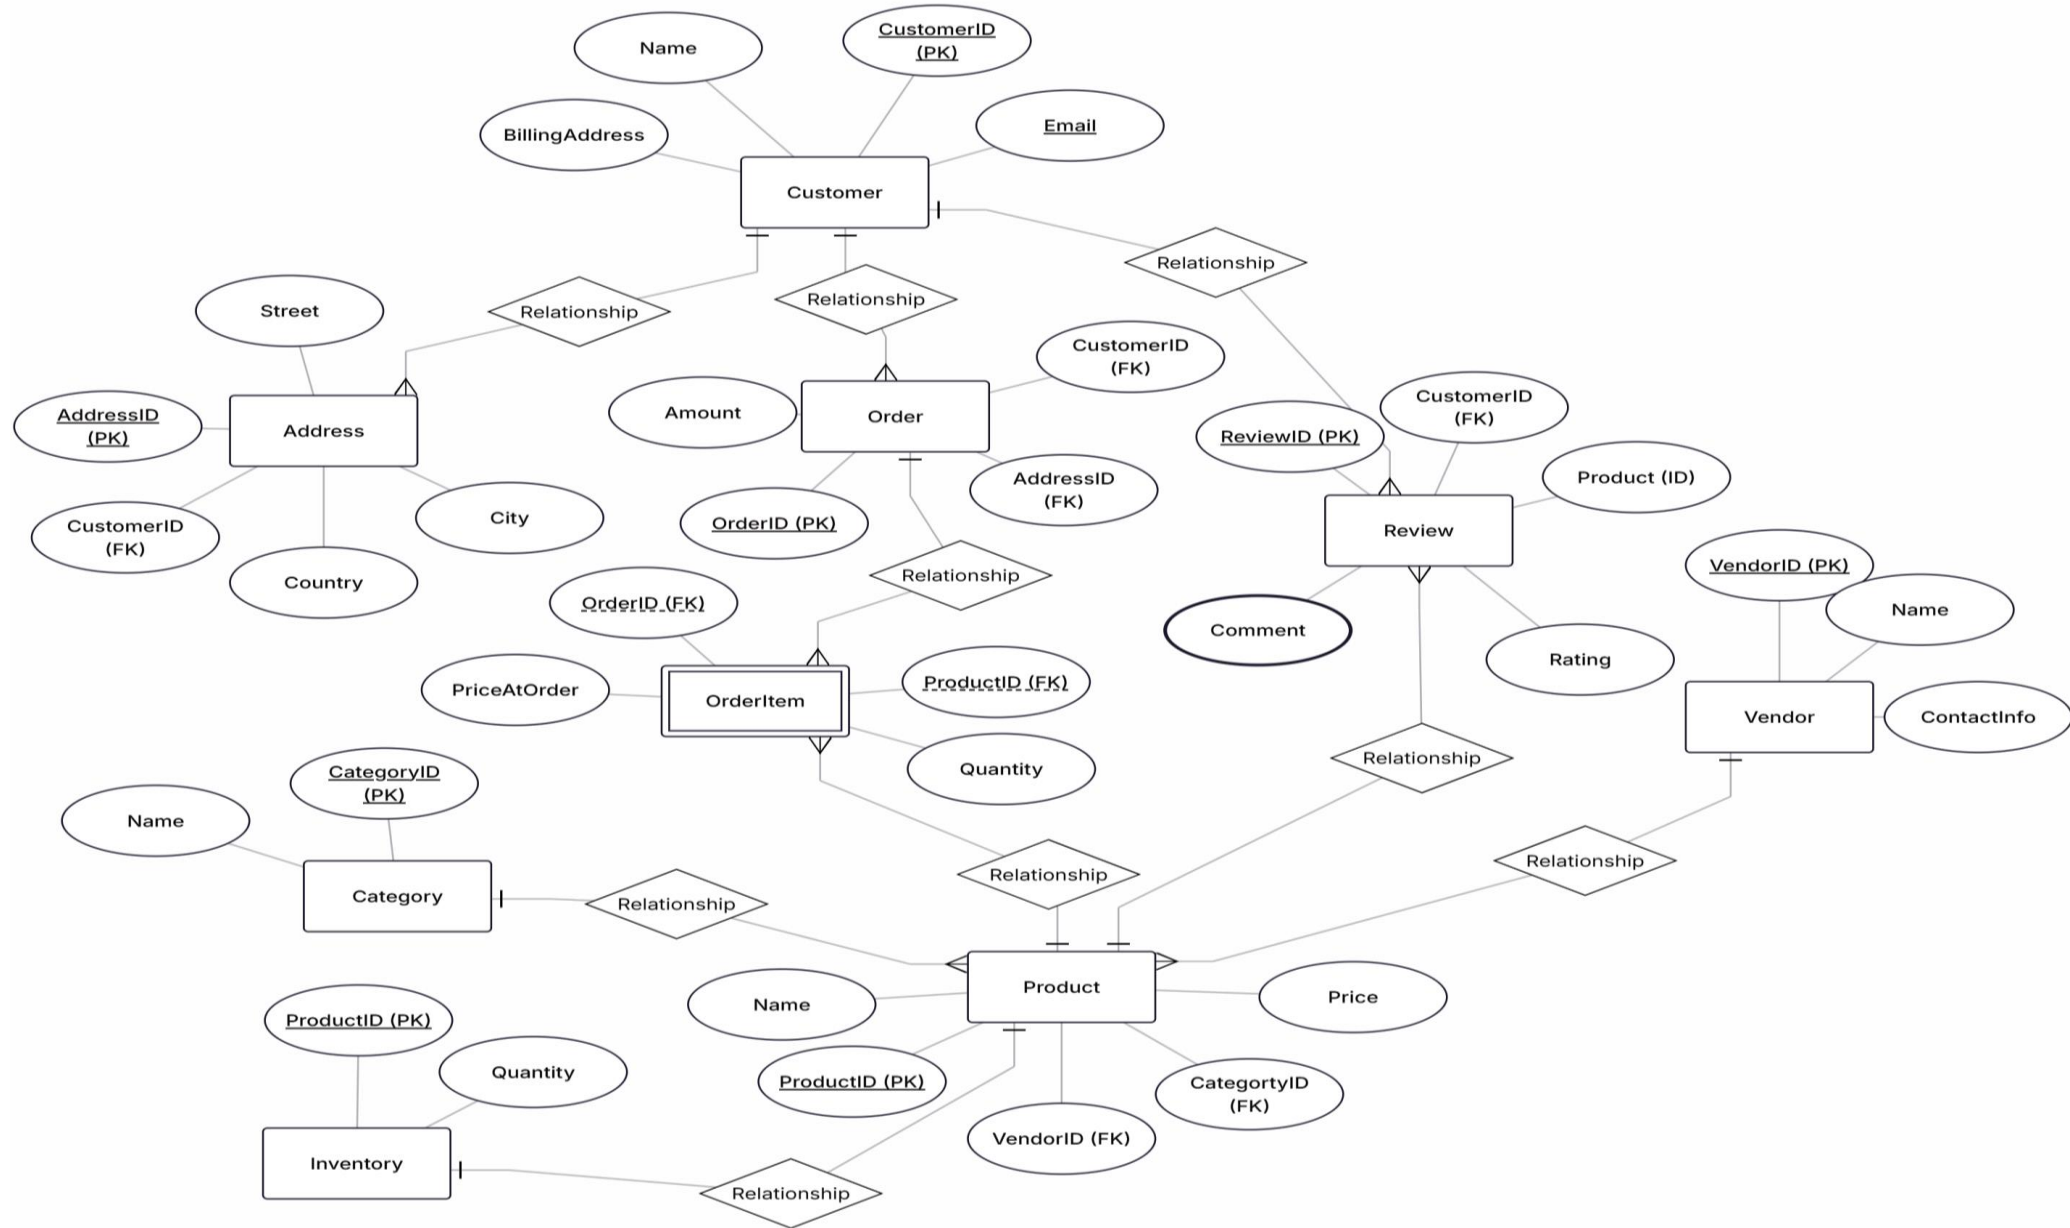 Name
CustomerID
(PK)
BillingAddress
Email
Customer
Relationship
Relationship
Relationship
Street
CustomerID
(FK)
AddressID
(PK)
Address
Amount
Order
CustomerID
(FK)
ReviewID (PK)
Product (ID)
AddressID
(FK)
CustomerID
(FK)
City
OrderID (PK)
Review
Country
Relationship
VendorID (PK)
OrderID (FK)
Name
Comment
Rating
PriceAtOrder
OrderItem
ProductID (FK)
Vendor
ContactInfo
Quantity
Relationship
CategoryID
(PK)
Name
Category
Relationship
Relationship
Relationship
Name
Product
Price
ProductID (PK)
Quantity
ProductID (PK)
CategortyID
(FK)
VendorID (FK)
Inventory
Relationship